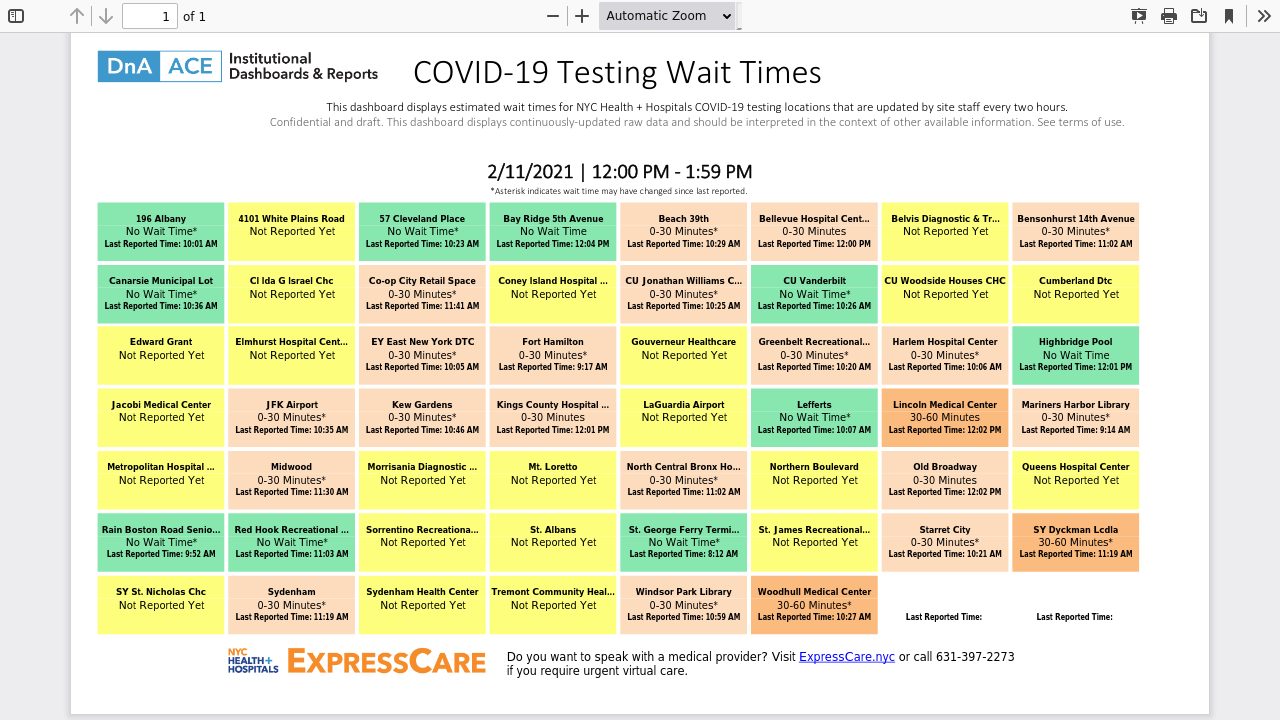 1 of 1 Automatic Zoom
DnA ACE Institutional
Dashboards & Reports
COVID-19 Testing Wait Times
This dashboard displays estimated wait times for NYC Health + Hospitals COVID-19 testing locations that are updated by site staff every two hours.
Confidential and draft. This dashboard displays continuously-updated raw data and should be interpreted in the context of other available information. See terms of use.
2/11/2021 | 12:00 PM - 1:59 PM
*Asterisk indicates wait time may have changed since last reported.
196 Albany
No Wait Time*
Last Reported Time: 10:01 AM
4101 White Plains Road
Not Reported Yet
57 Cleveland Place
No Wait Time*
Last Reported Time: 10:23 AM
Bay Ridge 5th Avenue
No Wait Time
Last Reported Time: 12:04 PM
Beach 39th
0-30 Minutes*
Last Reported Time: 10:29 AM
Bellevue Hospital Cent...
0-30 Minutes
Last Reported Time: 12:00 PM
Belvis Diagnostic & Tr...
Not Reported Yet
Bensonhurst 14th Avenue
0-30 Minutes*
Last Reported Time: 11:02 AM
Canarsie Municipal Lot
No Wait Time*
Last Reported Time: 10:36 AM
CI Ida G Israel Chc
Not Reported Yet
Co-op City Retail Space
0-30 Minutes*
Last Reported Time: 11:41 AM
Coney Island Hospital ...
Not Reported Yet
CU Jonathan Williams C...
0-30 Minutes*
Last Reported Time: 10:25 AM
CU Vanderbilt
No Wait Time*
Last Reported Time: 10:26 AM
CU Woodside Houses CHC
Not Reported Yet
Cumberland Dtc
Not Reported Yet
Edward Grant
Not Reported Yet
Elmhurst Hospital Cent...
Not Reported Yet
EY East New York DTC
0-30 Minutes*
Last Reported Time: 10:05 AM
Fort Hamilton
0-30 Minutes*
Last Reported Time: 9:17 AM
Gouverneur Healthcare
Not Reported Yet
Greenbelt Recreational...
0-30 Minutes*
Last Reported Time: 10:20 AM
Harlem Hospital Center
0-30 Minutes*
Last Reported Time: 10:06 AM
Highbridge Pool
No Wait Time
Last Reported Time: 12:01 PM
Jacobi Medical Center
Not Reported Yet
JFK Airport
0-30 Minutes*
Last Reported Time: 10:35 AM
Kew Gardens
0-30 Minutes*
Last Reported Time: 10:46 AM
Kings County Hospital ...
0-30 Minutes
Last Reported Time: 12:01 PM
LaGuardia Airport
Not Reported Yet
Lefferts
No Wait Time*
Last Reported Time: 10:07 AM
Lincoln Medical Center
30-60 Minutes
Last Reported Time: 12:02 PM
Mariners Harbor Library
0-30 Minutes*
Last Reported Time: 9:14 AM
Metropolitan Hospital ...
Not Reported Yet
Midwood
0-30 Minutes*
Last Reported Time: 11:30 AM
Morrisania Diagnostic ...
Not Reported Yet
Mt. Loretto
Not Reported Yet
North Central Bronx Ho...
0-30 Minutes*
Last Reported Time: 11:02 AM
Northern Boulevard
Not Reported Yet
Old Broadway
0-30 Minutes
Last Reported Time: 12:02 PM
Queens Hospital Center
Not Reported Yet
Rain Boston Road Senio...
No Wait Time*
Last Reported Time: 9:52 AM
Red Hook Recreational ...
No Wait Time*
Last Reported Time: 11:03 AM
Sorrentino Recreationa...
Not Reported Yet
St. Albans
Not Reported Yet
St. George Ferry Termi...
No Wait Time*
Last Reported Time: 8:12 AM
St. James Recreational...
Not Reported Yet
Starret City
0-30 Minutes*
Last Reported Time: 10:21 AM
SY Dyckman Lcdla
30-60 Minutes*
Last Reported Time: 11:19 AM
SY St. Nicholas Chc
Not Reported Yet
Sydenham
0-30 Minutes*
Last Reported Time: 11:19 AM
Sydenham Health Center
Not Reported Yet
Tremont Community Heal...
Not Reported Yet
Windsor Park Library
0-30 Minutes*
Last Reported Time: 10:59 AM
Woodhull Medical Center
30-60 Minutes*
Last Reported Time: 10:27 AM
Last Reported Time:
Last Reported Time:
NYC
HEALTH+
HOSPITALS
EXPRESSCARE
Do you want to speak with a medical provider? Visit ExpressCare.nyc or call 631-397-2273
if you require urgent virtual care.